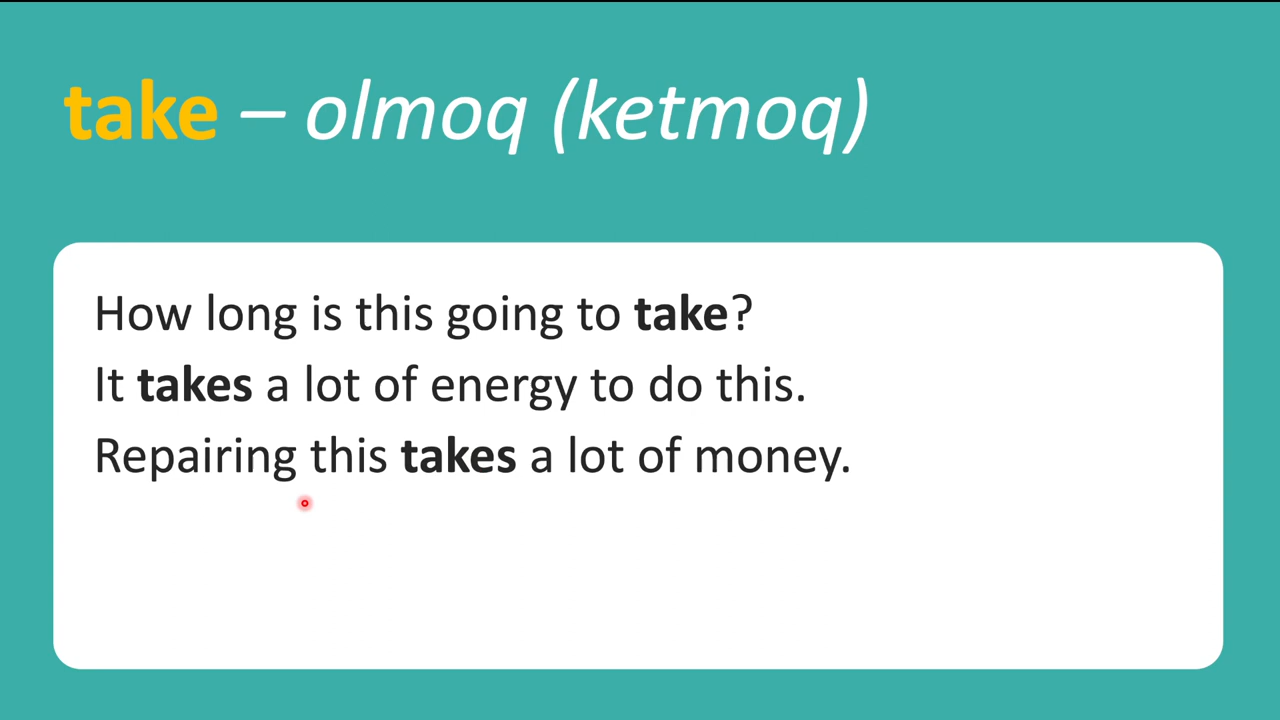 take – olmoq (ketmoq)
How long is this going to take?
It takes a lot of energy to do this.
Repairing this takes a lot of money.